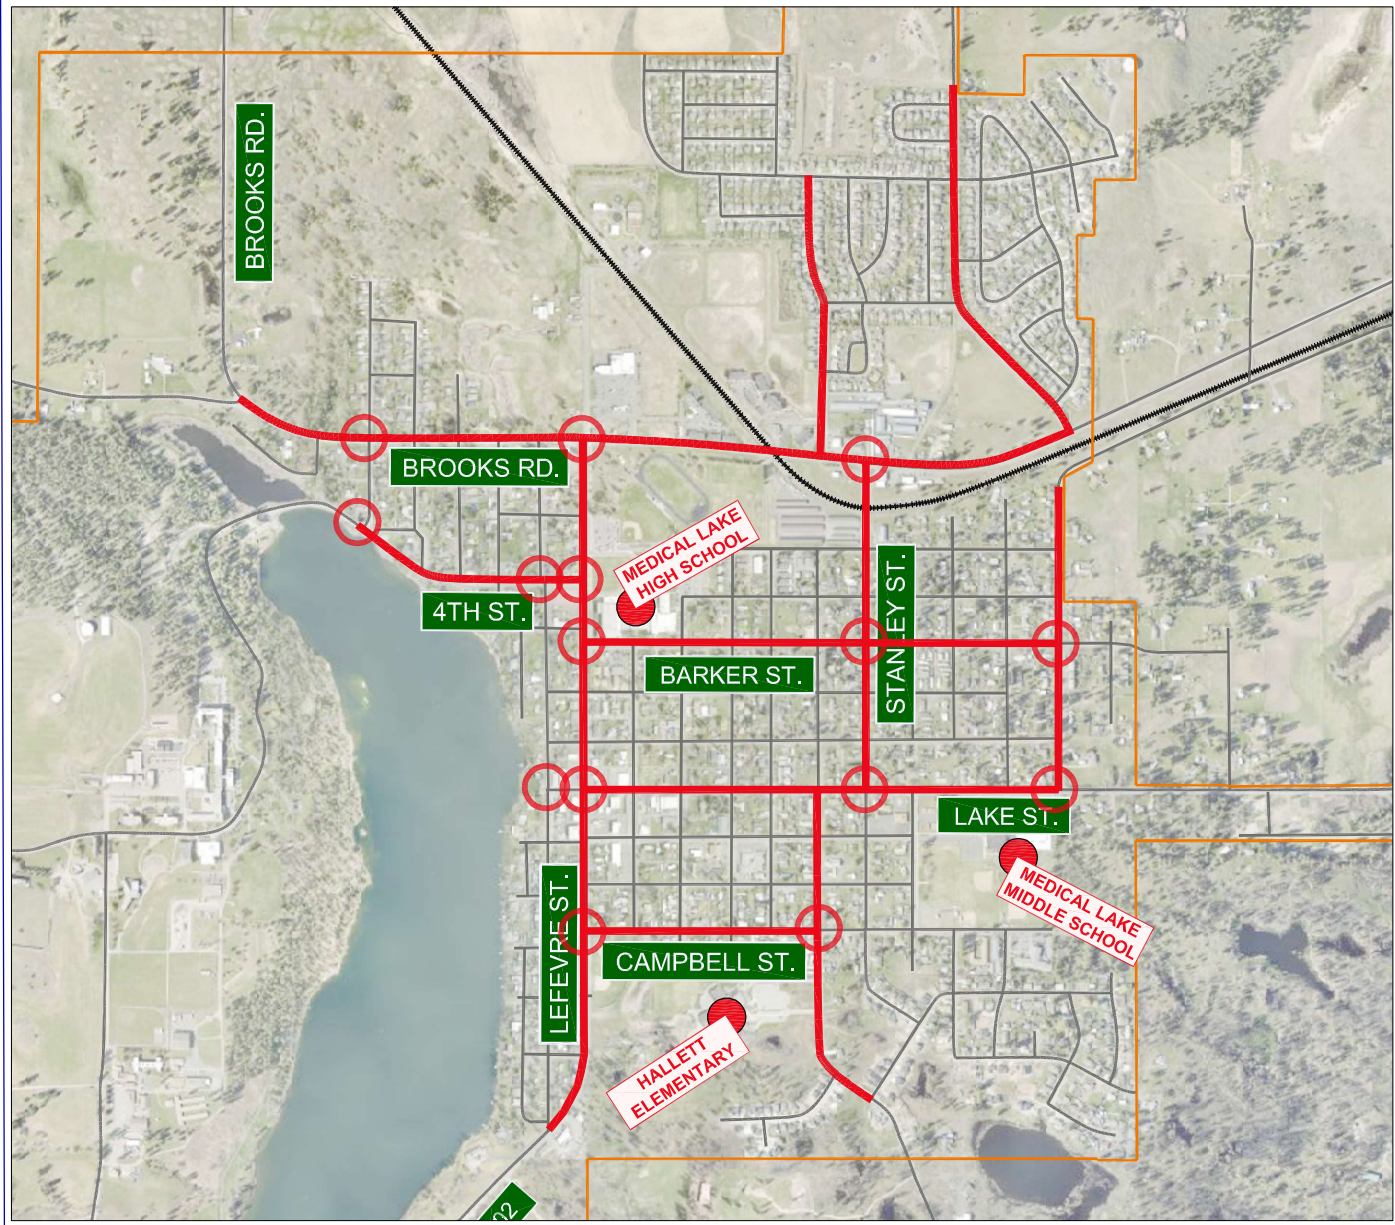 BROOKS RD.
BROOKS RD.
MEDICAL LAKE
HIGH SCHOOL
4TH ST.
STANLEY ST.
BARKER ST.
LAKE ST.
MEDICAL LAKE
MIDDLE SCHOOL
LEFEVRE ST.
CAMPBELL ST.
HALLETT
ELEMENTARY
02